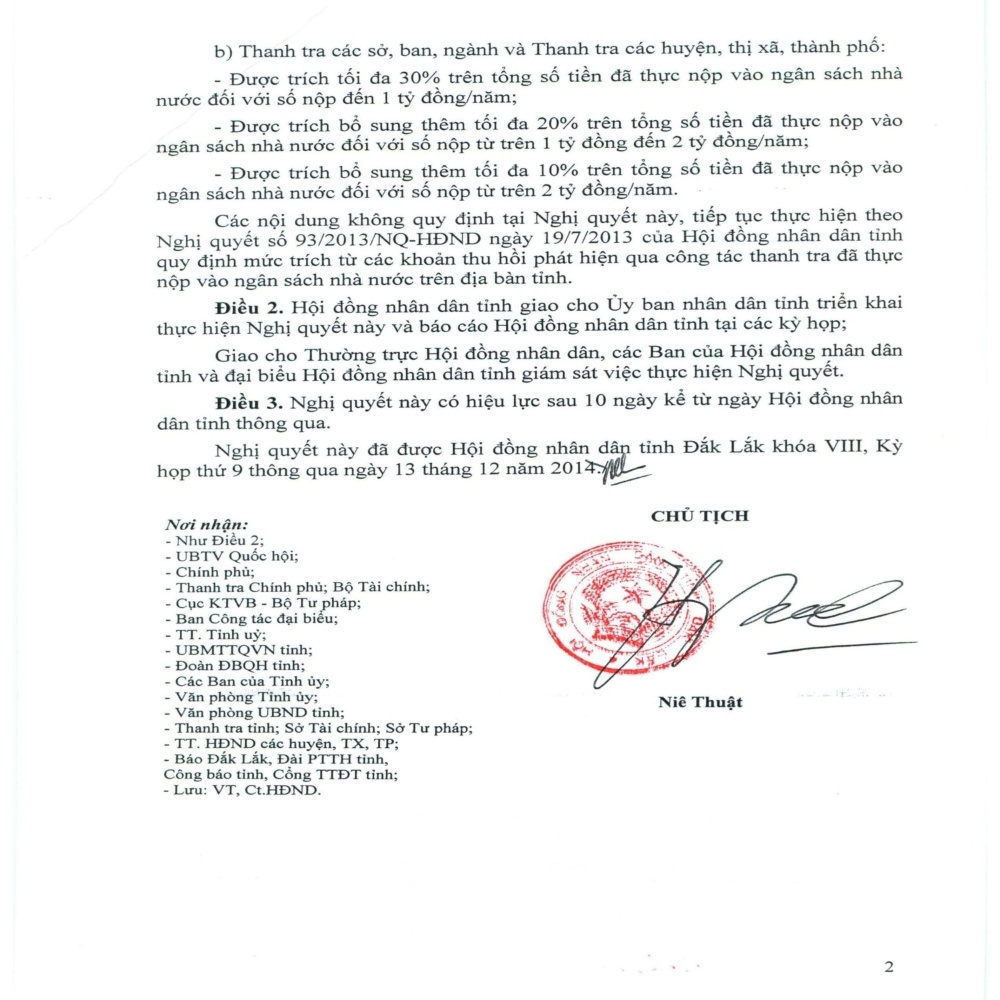 b) Thanh tra các sở, ban, ngành và Thanh tra các huyện, thị xã, thành phố:
- Được trích tối đa 30% trên tổng số tiền đã thực nộp vào ngân sách nhà
nước đối với số nộp đến 1 tỷ đồng/năm;
- Được trích bổ sung thêm tối đa 20% trên tổng số tiền đã thực nộp vào
ngân sách nhà nước đối với số nộp từ trên 1 tỷ đồng đến 2 tỷ đồng/năm;
- Được trích bổ sung thêm tối đa 10% trên tổng số tiền đã thực nộp vào
ngân sách nhà nước đối với số nộp từ trên 2 tỷ đồng/năm.
Các nội dung không quy định tại Nghị quyết này, tiếp tục thực hiện theo
Nghị quyết số 93/2013/NQ-HĐND ngày 19/7/2013 của Hội đồng nhân dân tỉnh
quy định mức trích từ các khoản thu hồi phát hiện qua công tác thanh tra đã thực
nộp vào ngân sách nhà nước trên địa bàn tỉnh.
Điều 2. Hội đồng nhân dân tỉnh giao cho Ủy ban nhân dân tỉnh triển khai
thực hiện Nghị quyết này và báo cáo Hội đồng nhân dân tỉnh tại các kỳ họp;
Giao cho Thường trực Hội đồng nhân dân, các Ban của Hội đồng nhân dân
tỉnh và đại biểu Hội đồng nhân dân tỉnh giám sát việc thực hiện Nghị quyết.
Điều 3. Nghị quyết này có hiệu lực sau 10 ngày kể từ ngày Hội đồng nhân
dân tỉnh thông qua.
Nghị quyết này đã được Hội đồng nhân dân tỉnh Đắk Lắk khóa VIII, Kỳ
họp thứ 9 thông qua ngày 13 tháng 12 năm 2014.
Nơi nhận:
- Như Điều 2;
- UBTV Quốc hội;
- Chính phủ;
- Thanh tra Chính phủ; Bộ Tài chính;
- Cục KTVB - Bộ Tư pháp;
- Ban Công tác đại biểu;
- TT. Tỉnh uỷ;
- UBMTTQVN tỉnh;
- Đoàn ĐBQH tỉnh;
- Các Ban của Tỉnh ủy;
- Văn phòng Tỉnh ủy;
- Văn phòng UBND tỉnh;
- Thanh tra tỉnh; Sở Tài chính; Sở Tư pháp;
- TT. HĐND các huyện, TX, TP;
- Báo Đắk Lắk, Đài PTTH tỉnh,
Công báo tỉnh, Cổng TTĐT tỉnh;
- Lưu: VT, Ct.HĐND.
CHỦ TỊCH
HỘI ĐỒNG NHÂN DÂN
ĐẮK LẮK
Niê Thuật
2